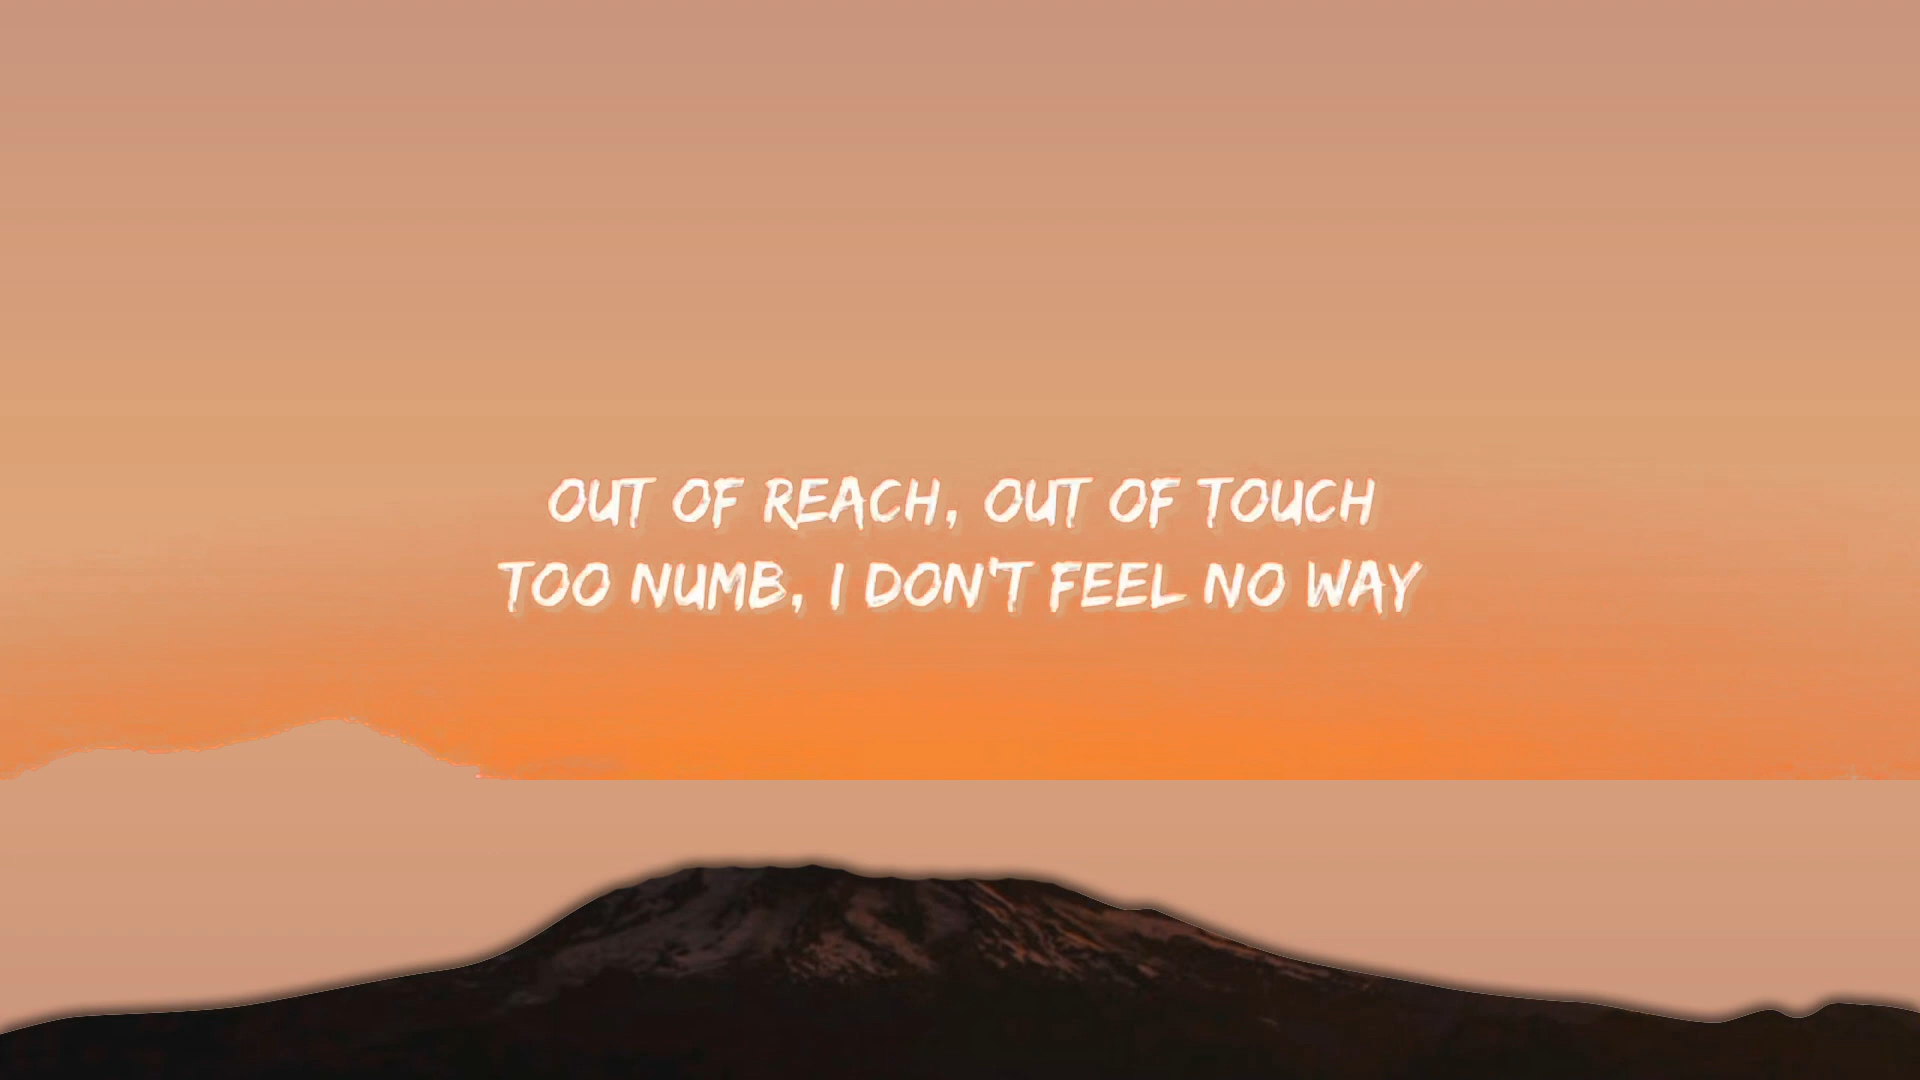 OUT OF REACH, OUT OF TOUCH
TOO NUMB, I DON'T FEEL NO WAY